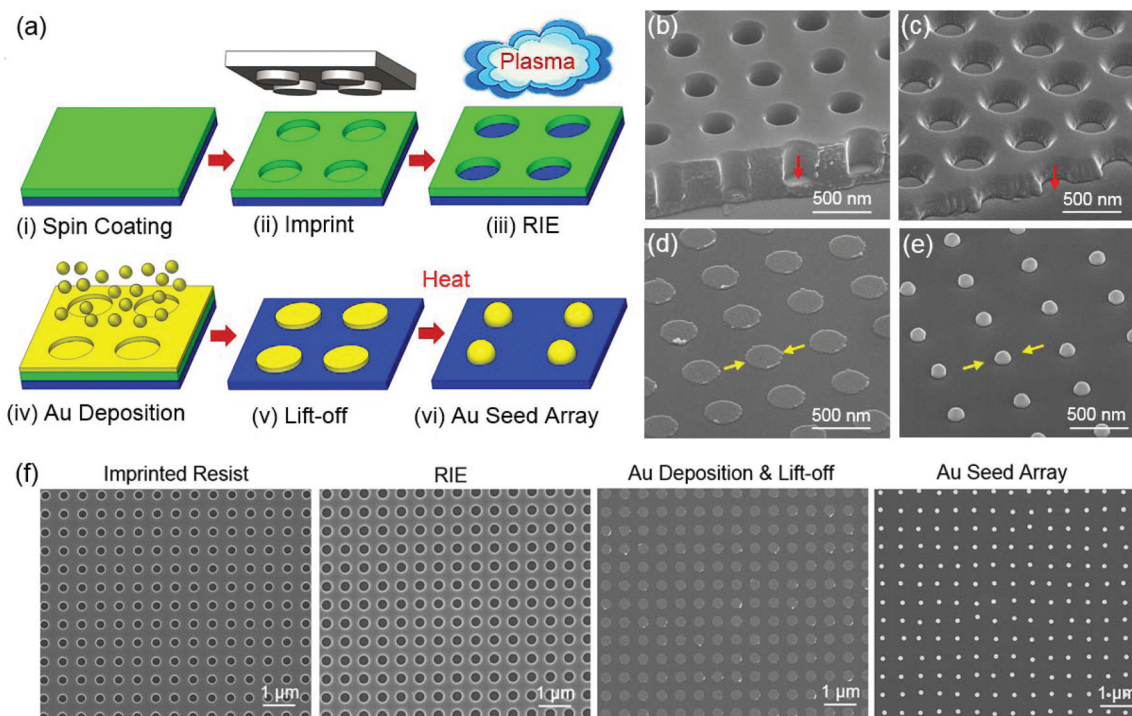 (a)
Plasma
(i) Spin Coating
(ii) Imprint
(iii) RIE
Heat
(iv) Au Deposition
(v) Lift-off
(vi) Au Seed Array
(b)
500 nm
(c)
500 nm
(d)
500 nm
(e)
500 nm
(f)
Imprinted Resist
RIE
Au Deposition & Lift-off
Au Seed Array
1 μm
1 μm
1 μm
1 μm